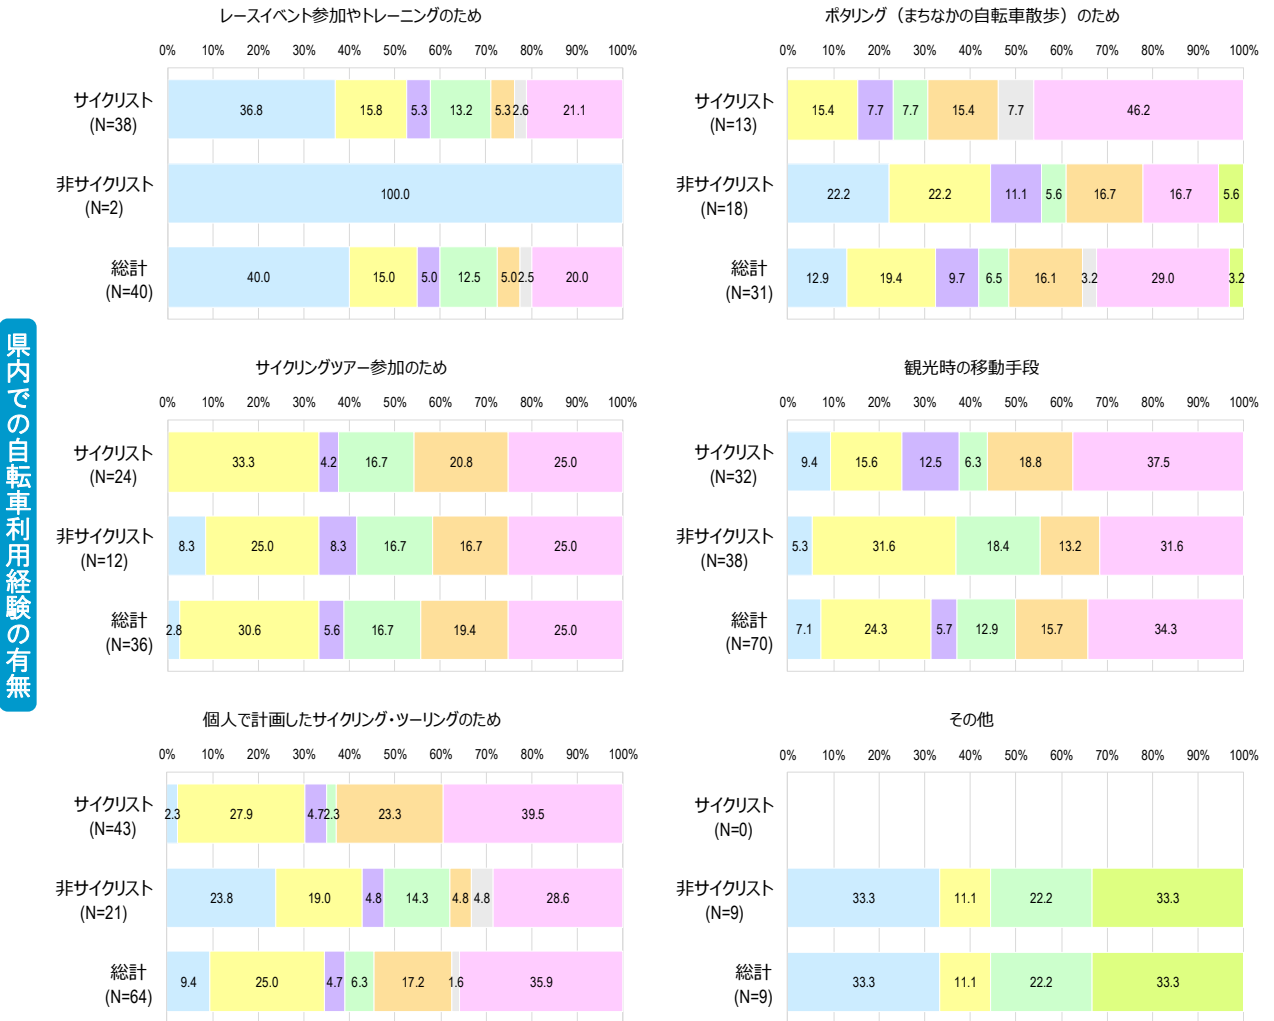 県内での自転車利用経験の有無
レースイベント参加やトレーニングのため
0% 10% 20% 30% 40% 50% 60% 70% 80% 90% 100%
サイクリスト
(N=38)
36.8 15.8 5.3 13.2 5.3 2.6 21.1
非サイクリスト
(N=2)
100.0
総計
(N=40)
40.0 15.0 5.0 12.5 5.0 2.5 20.0
ポタリング（まちなかの自転車散歩）のため
0% 10% 20% 30% 40% 50% 60% 70% 80% 90% 100%
サイクリスト
(N=13)
15.4 7.7 7.7 15.4 7.7 46.2
非サイクリスト
(N=18)
22.2 22.2 11.1 5.6 16.7 16.7 5.6
総計
(N=31)
12.9 19.4 9.7 6.5 16.1 3.2 29.0 3.2
サイクリングツアー参加のため
0% 10% 20% 30% 40% 50% 60% 70% 80% 90% 100%
サイクリスト
(N=24)
33.3 4.2 16.7 20.8 25.0
非サイクリスト
(N=12)
8.3 25.0 8.3 16.7 16.7 25.0
総計
(N=36)
2.8 30.6 5.6 16.7 19.4 25.0
観光時の移動手段
0% 10% 20% 30% 40% 50% 60% 70% 80% 90% 100%
サイクリスト
(N=32)
9.4 15.6 12.5 6.3 18.8 37.5
非サイクリスト
(N=38)
5.3 31.6 18.4 13.2 31.6
総計
(N=70)
7.1 24.3 5.7 12.9 15.7 34.3
個人で計画したサイクリング・ツーリングのため
0% 10% 20% 30% 40% 50% 60% 70% 80% 90% 100%
サイクリスト
(N=43)
2.3 27.9 4.7 2.3 23.3 39.5
非サイクリスト
(N=21)
23.8 19.0 4.8 14.3 4.8 4.8 28.6
総計
(N=64)
9.4 25.0 4.7 6.3 17.2 1.6 35.9
その他
0% 10% 20% 30% 40% 50% 60% 70% 80% 90% 100%
サイクリスト
(N=0)
非サイクリスト
(N=9)
33.3 11.1 22.2 33.3
総計
(N=9)
33.3 11.1 22.2 33.3